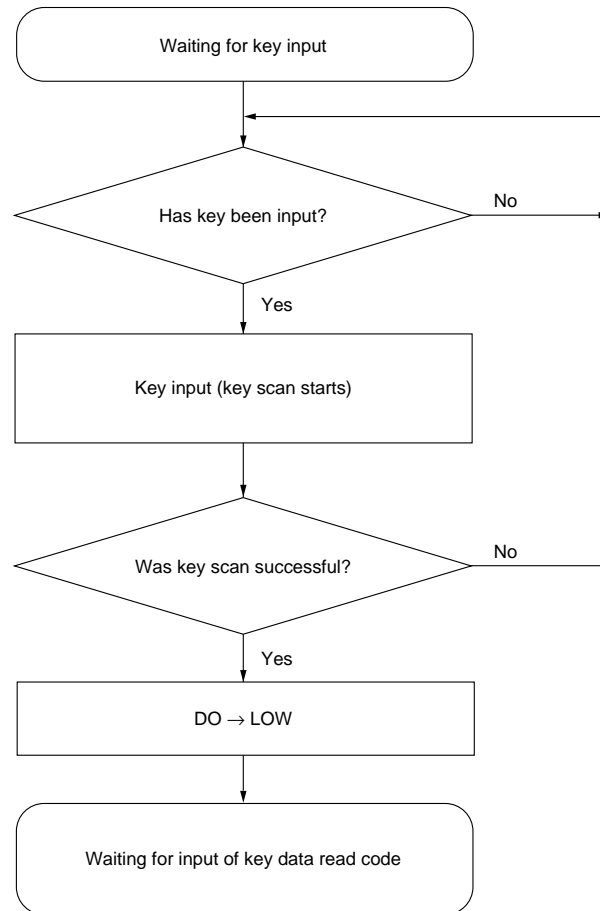 Waiting for key input
Has key been input?
No
Yes
Key input (key scan starts)
Was key scan successful?
No
Yes
DO → LOW
Waiting for input of key data read code